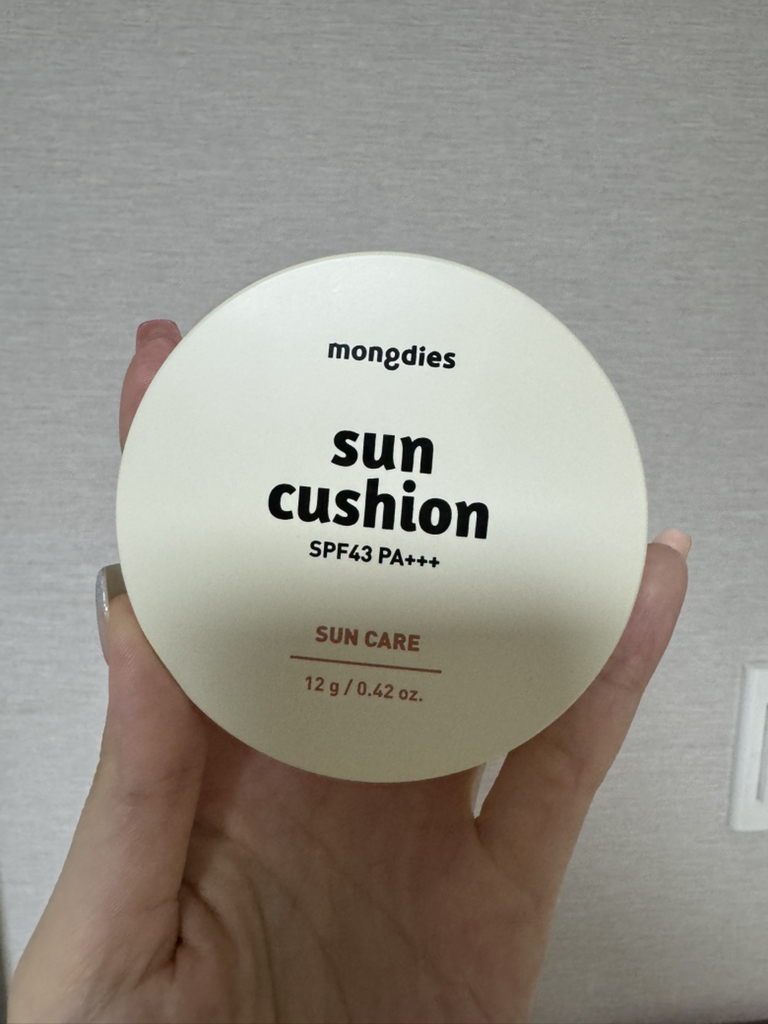 mongdies
sun
cushion
SPF43 PA+++
SUN CARE
12 g / 0.42 oz.